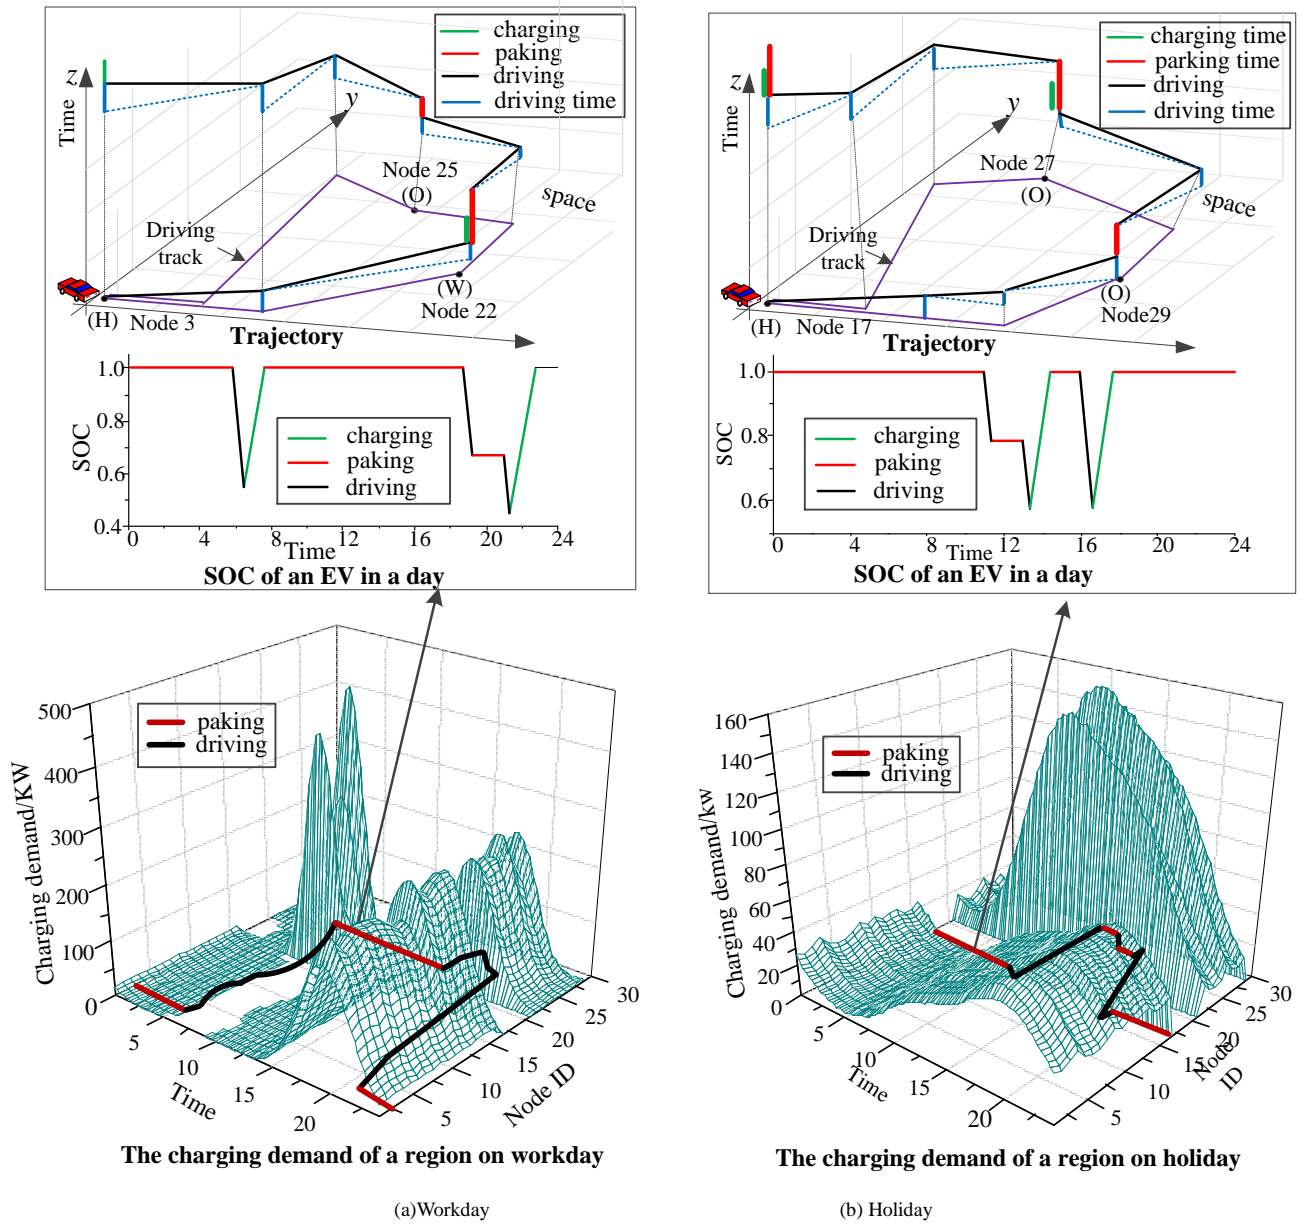 charging
paking
driving
driving time
z
Time
y
Node 25
(O)
space
Driving
track
(W)
Node 22
(H)
Node 3
Trajectory
1.0
0.8
0.6
0.4
SOC
charging
paking
driving
0
4
8
12
16
20
24
Time
SOC of an EV in a day
charging time
parking time
driving
driving time
z
Time
y
Node 27
(O)
space
Driving
track
(O)
Node29
(H)
Node 17
Trajectory
1.0
0.8
0.6
SOC
charging
paking
driving
0
4
8
12
16
20
24
Time
SOC of an EV in a day
500
400
300
200
100
0
Charging demand/KW
paking
driving
5
10
15
20
Time
5
10
15
20
25
30
Node ID
The charging demand of a region on workday
160
140
120
100
80
60
40
20
0
Charging demand/kw
paking
driving
5
10
15
20
Time
5
10
15
20
25
30
Node
ID
The charging demand of a region on holiday
(a)Workday
(b) Holiday